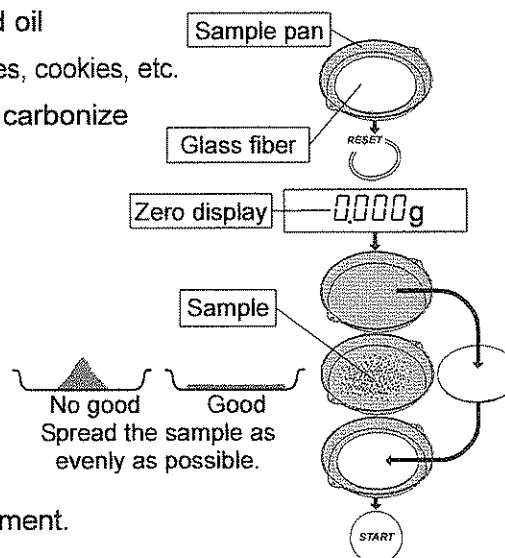 d oil
Sample pan
es, cookies, etc.
carbonize
Glass fiber
RESET
Zero display
0.000g
Sample
No good
Good
Spread the sample as
evenly as possible.
ment.
START